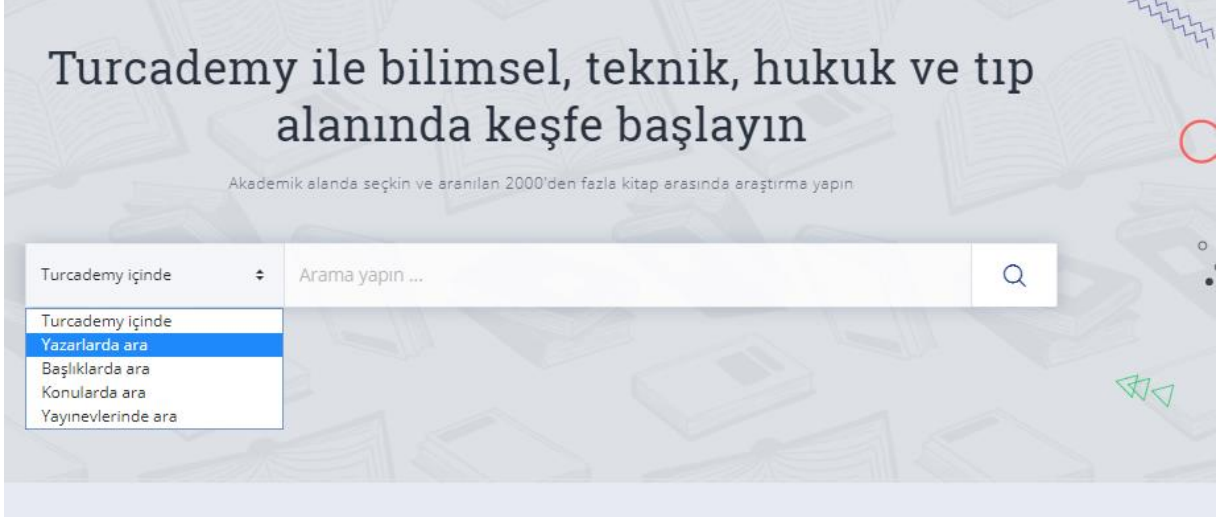 Turcademy ile bilimsel, teknik, hukuk ve tıp
alanında keşfe başlayın
Akademik alanda seçkin ve aranılan 2000'den fazla kitap arasında araştırma yapın
Turcademy içinde
Arama yapın ...
Turcademy içinde
Yazarlarda ara
Başlıklarda ara
Konularda ara
Yayınevlerinde ara